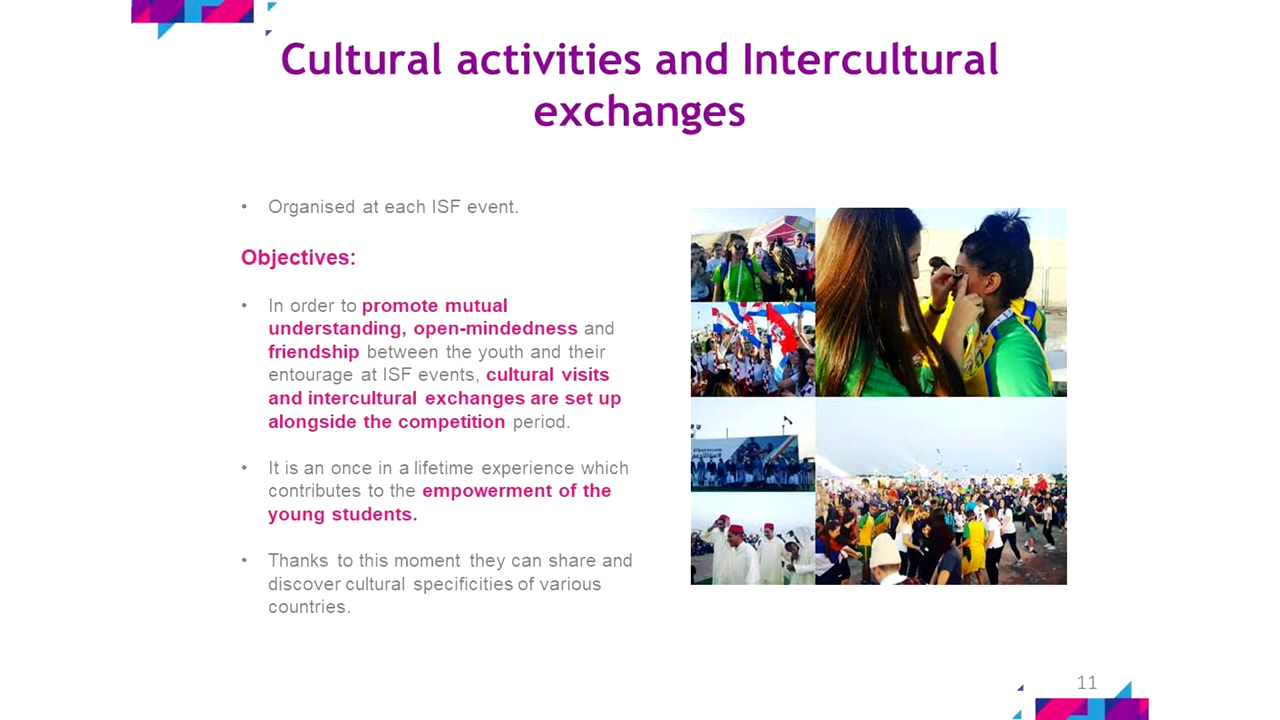 Cultural activities and Intercultural
exchanges
• Organised at each ISF event.
Objectives:
• In order to promote mutual
understanding, open-mindedness and
friendship between the youth and their
entourage at ISF events, cultural visits
and intercultural exchanges are set up
alongside the competition period.
• It is an once in a lifetime experience which
contributes to the empowerment of the
young students.
• Thanks to this moment they can share and
discover cultural specificities of various
countries.
11